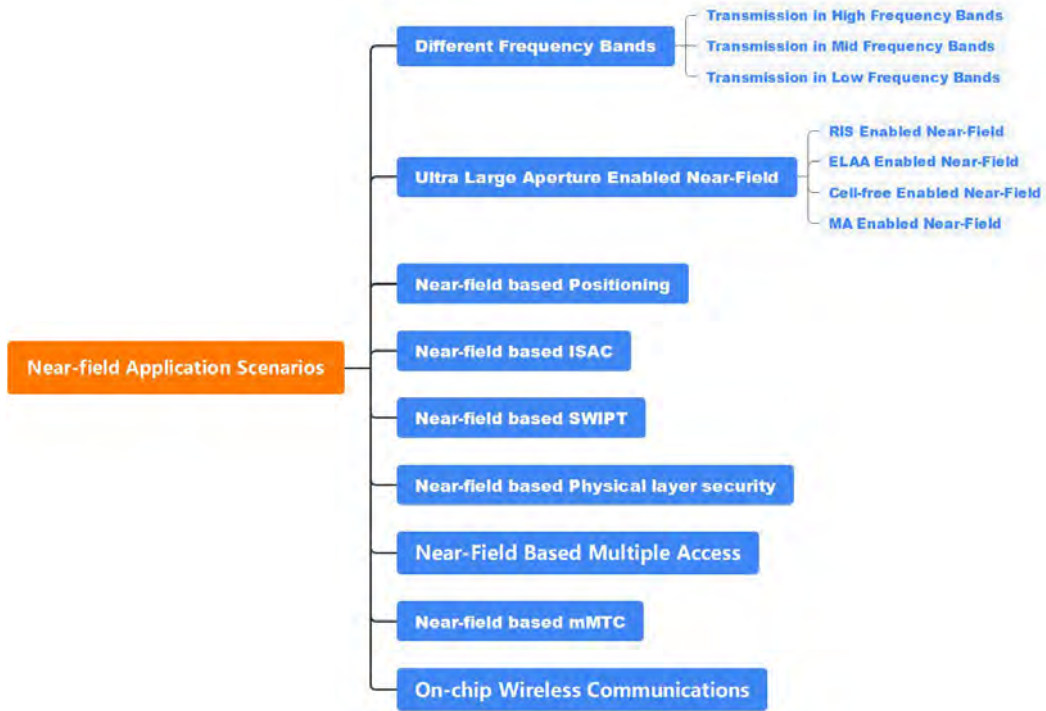 Near-field Application Scenarios
Different Frequency Bands
Transmission in High Frequency Bands
Transmission in Mid Frequency Bands
Transmission in Low Frequency Bands
Ultra Large Aperture Enabled Near-Field
RIS Enabled Near-Field
ELAA Enabled Near-Field
Cell-free Enabled Near-Field
MA Enabled Near-Field
Near-field based Positioning
Near-field based ISAC
Near-field based SWIPT
Near-field based Physical layer security
Near-Field Based Multiple Access
Near-field based mMTC
On-chip Wireless Communications